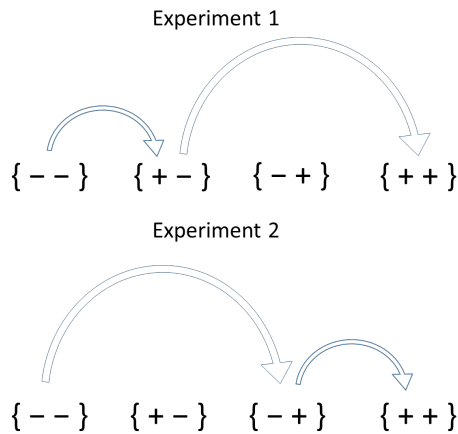 Experiment 1
{ – – } { + – } { – + } { + + }
Experiment 2
{ – – } { + – } { – + } { + + }